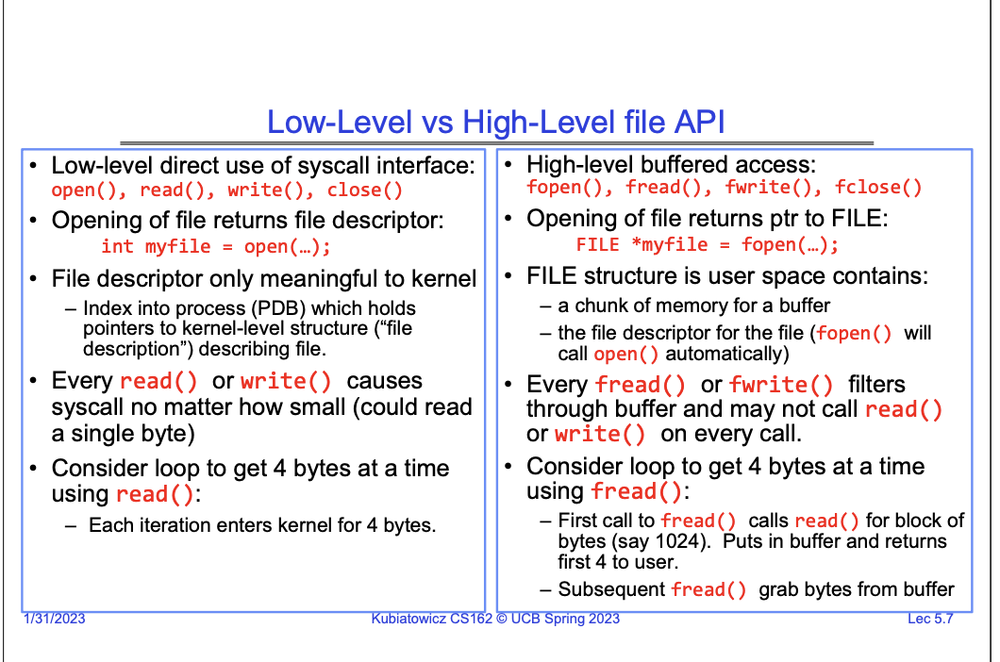 Low-Level vs High-Level file API
• Low-level direct use of syscall interface:
open(), read(), write(), close()
• Opening of file returns file descriptor:
int myfile = open(…);
• File descriptor only meaningful to kernel
– Index into process (PDB) which holds
pointers to kernel-level structure (“file
description”) describing file.
• Every read() or write() causes
syscall no matter how small (could read
a single byte)
• Consider loop to get 4 bytes at a time
using read():
– Each iteration enters kernel for 4 bytes.
• High-level buffered access:
fopen(), fread(), fwrite(), fclose()
• Opening of file returns ptr to FILE:
FILE *myfile = fopen(…);
• FILE structure is user space contains:
– a chunk of memory for a buffer
– the file descriptor for the file (fopen() will
call open() automatically)
• Every fread() or fwrite() filters
through buffer and may not call read()
or write() on every call.
• Consider loop to get 4 bytes at a time
using fread():
– First call to fread() calls read() for block of
bytes (say 1024). Puts in buffer and returns
first 4 to user.
– Subsequent fread() grab bytes from buffer
1/31/2023
Kubiatowicz CS162 © UCB Spring 2023
Lec 5.7